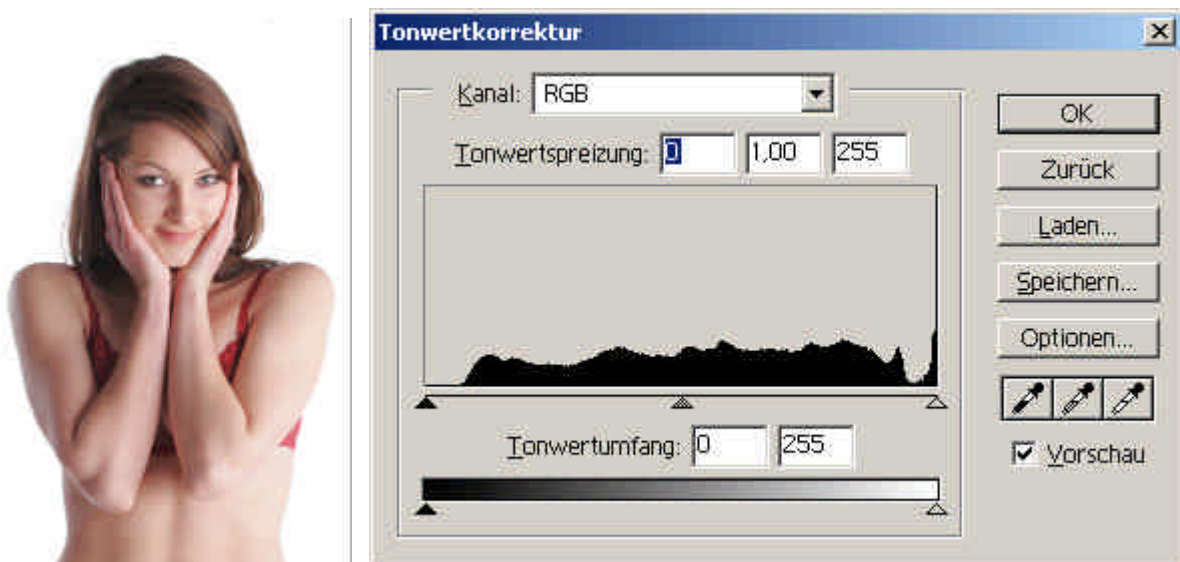 Tonwertkorrektur
Kanal: RGB
OK
Tonwertspreizung: 0 1,00 255
Zurück
Laden...
Speichern...
Optionen...
Tonwertumfang: 0 255
Vorschau